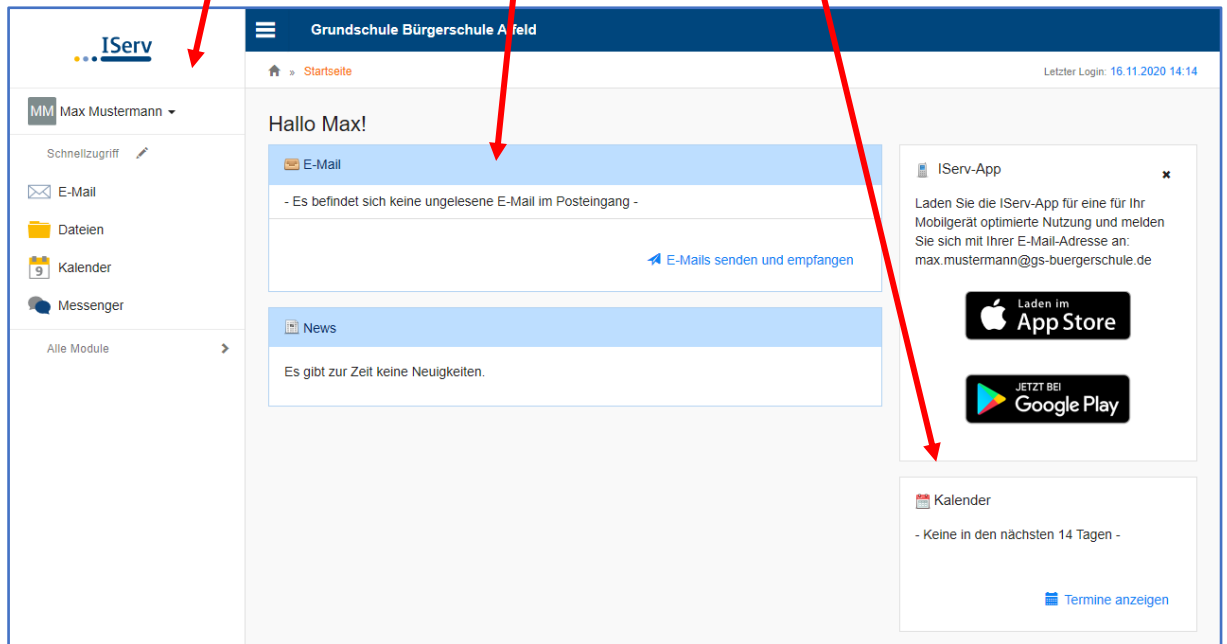 IServ
MM Max Mustermann
Schnellzugriff
E-Mail
Dateien
9 Kalender
Messenger
Alle Module
Grundschule Bürgerschule Alfeld
» Startseite
Letzter Login: 16.11.2020 14:14
Hallo Max!
E-Mail
- Es befindet sich keine ungelesene E-Mail im Posteingang -
E-Mails senden und empfangen
News
Es gibt zur Zeit keine Neuigkeiten.
IServ-App
Laden Sie die IServ-App für eine für Ihr
Mobilgerät optimierte Nutzung und melden
Sie sich mit Ihrer E-Mail-Adresse an:
max.mustermann@gs-buergerschule.de
Laden im
App Store
JETZT BEI
Google Play
Kalender
- Keine in den nächsten 14 Tagen -
Termine anzeigen